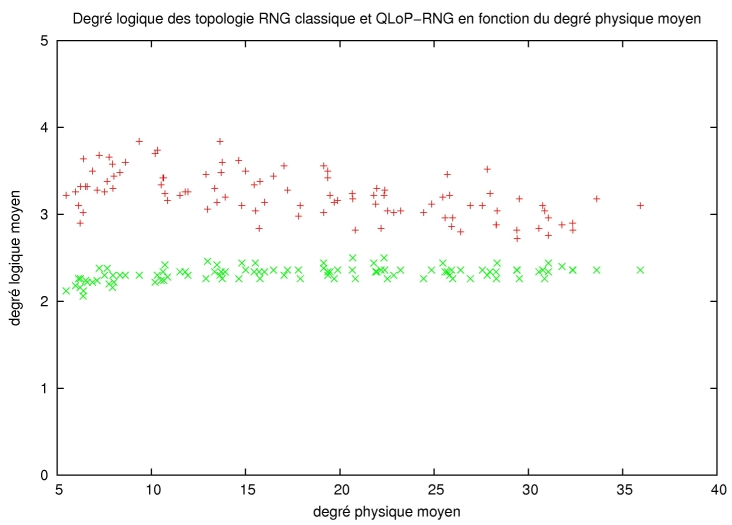 Degré logique des topologie RNG classique et QLoP−RNG en fonction du degré physique moyen
5
4
3
2
1
0
degré logique moyen
5 10 15 20 25 30 35 40
degré physique moyen